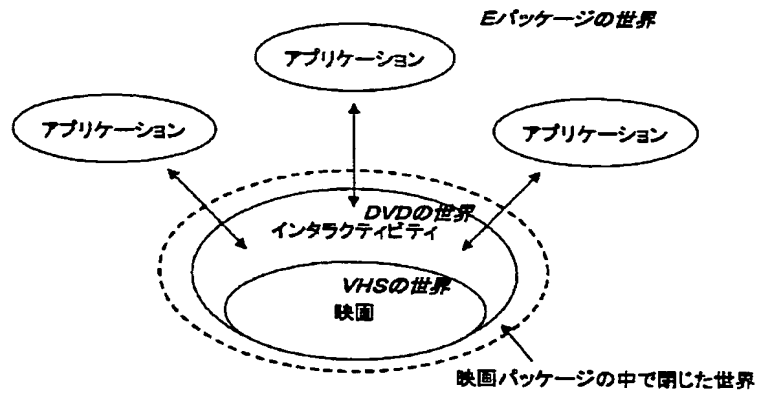 Eパッケージの世界
アプリケーション
アプリケーション
アプリケーション
DVDの世界
インタラクティビティ
VHSの世界
映画
映画パッケージの中で閉じた世界